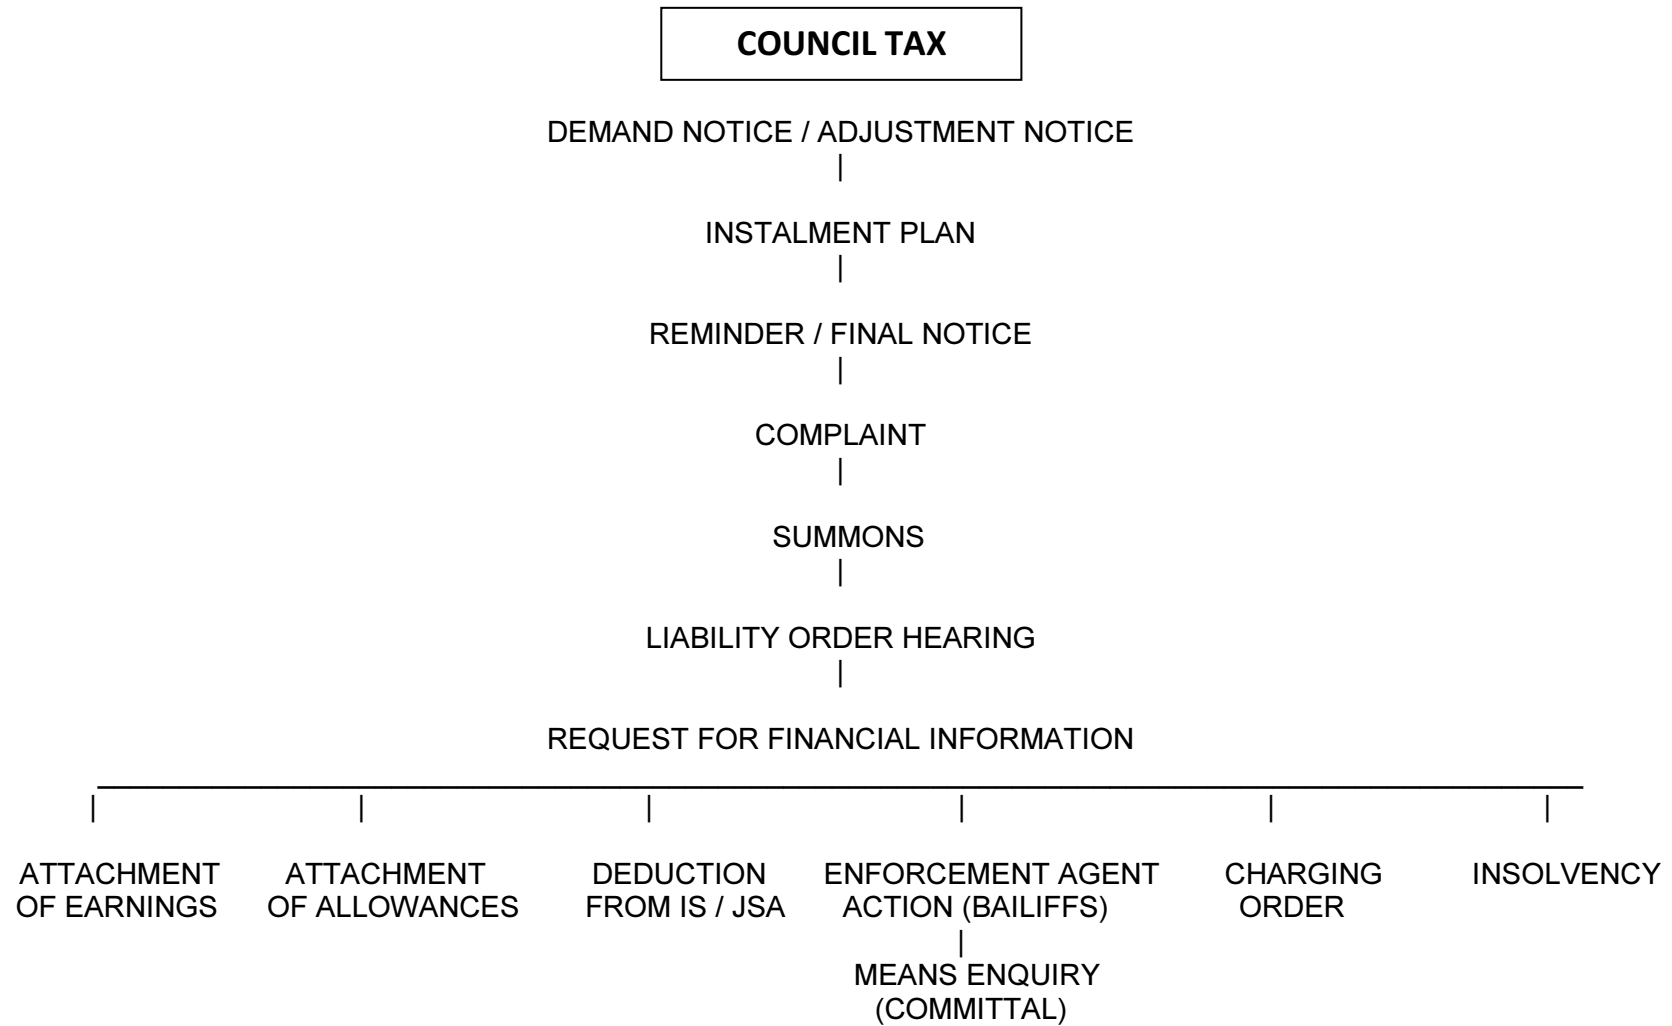 COUNCIL TAX
DEMAND NOTICE / ADJUSTMENT NOTICE
INSTALMENT PLAN
REMINDER / FINAL NOTICE
COMPLAINT
SUMMONS
LIABILITY ORDER HEARING
REQUEST FOR FINANCIAL INFORMATION
ATTACHMENT
OF EARNINGS
ATTACHMENT
OF ALLOWANCES
DEDUCTION
FROM IS / JSA
ENFORCEMENT AGENT
ACTION (BAILIFFS)
MEANS ENQUIRY
(COMMITTAL)
CHARGING
ORDER
INSOLVENCY